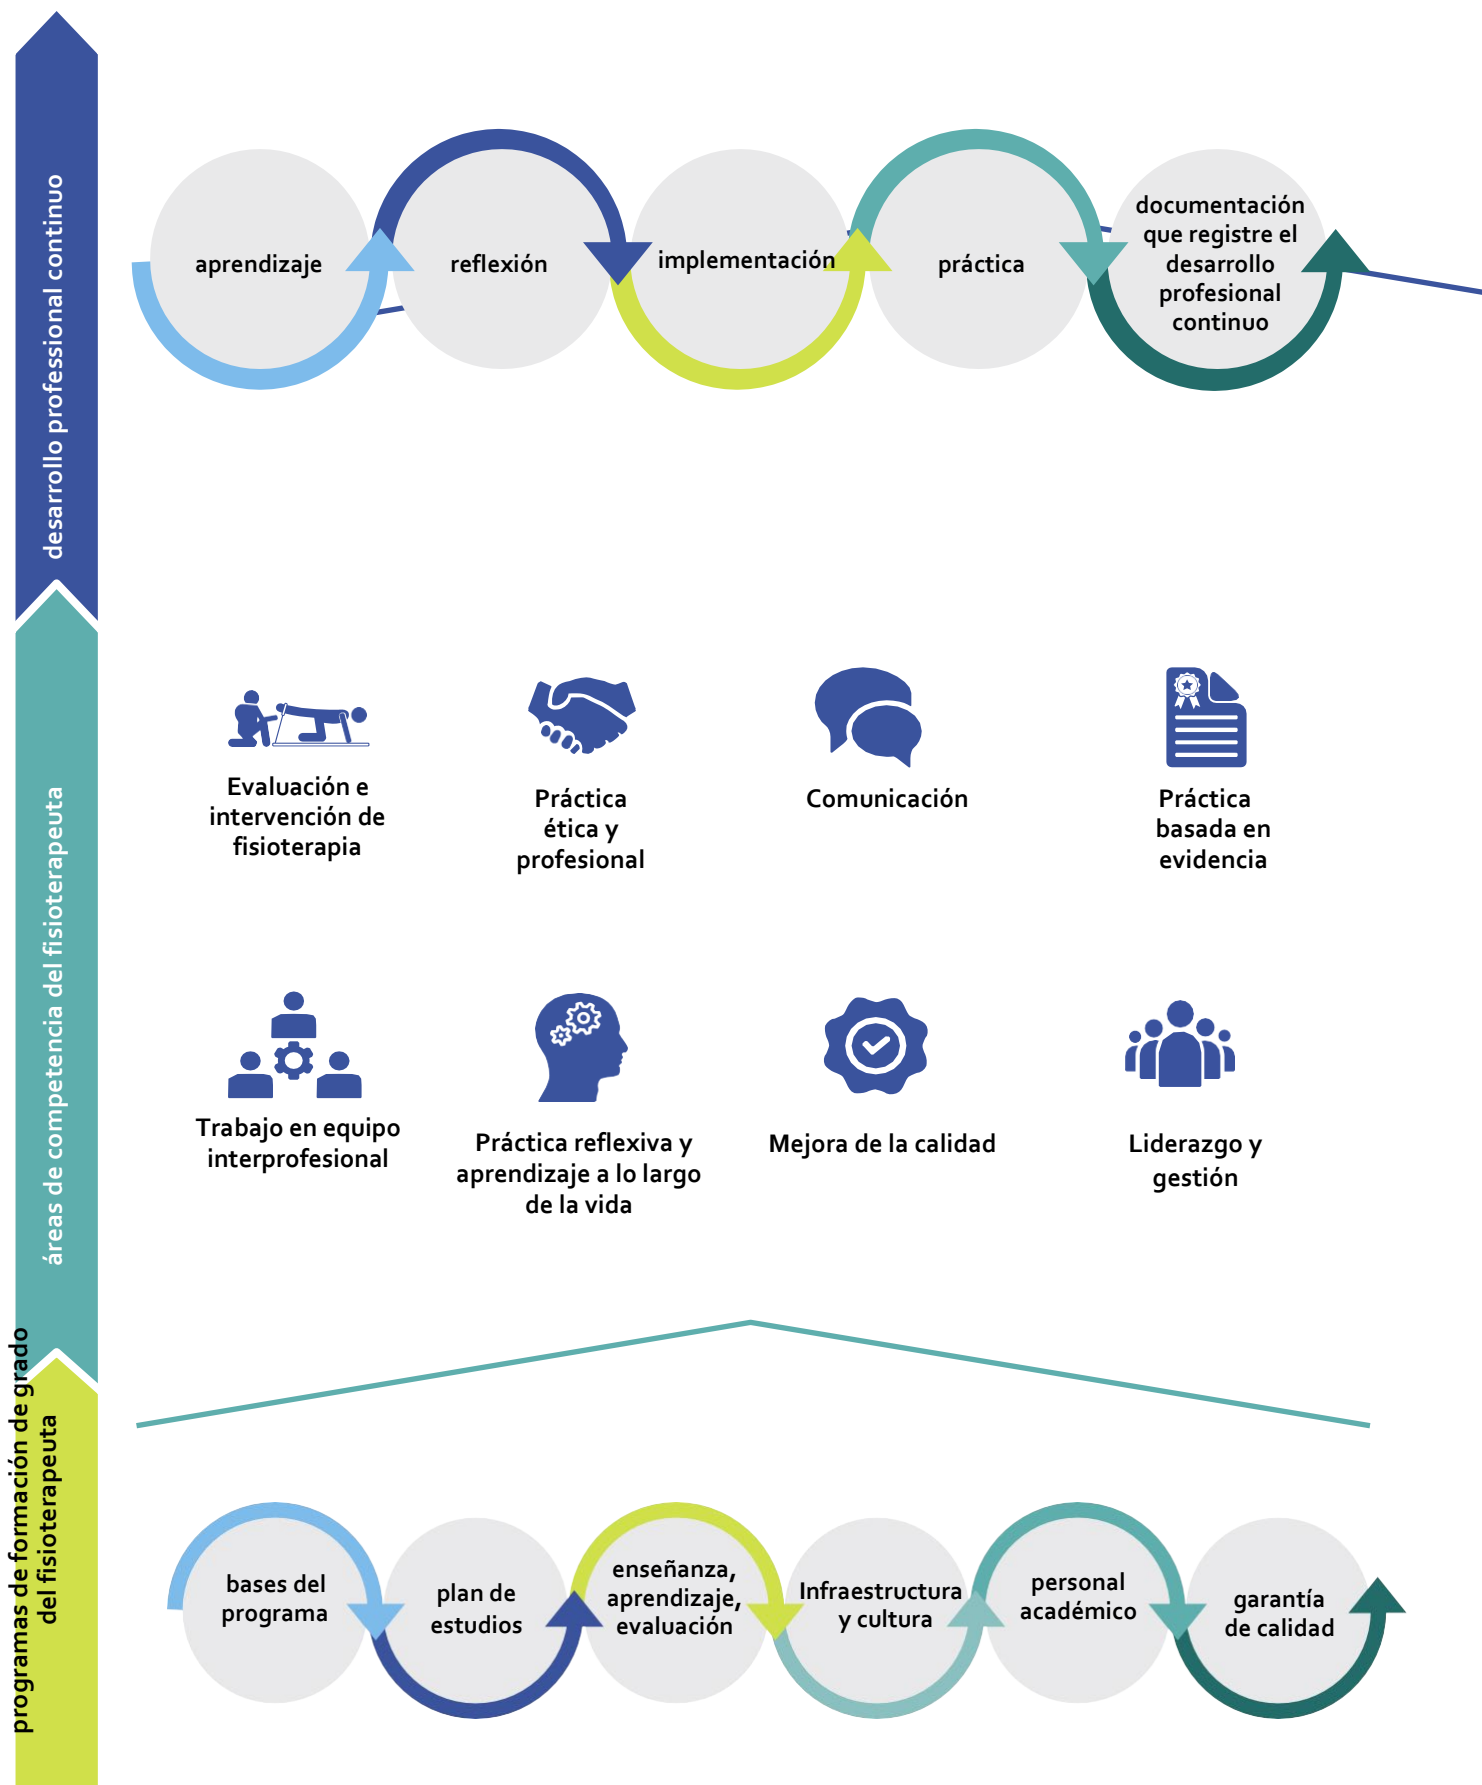 desarrollo professional continuo
aprendizaje
reflexión
implementación
práctica
documentación
que registre el
desarrollo
profesional
continuo
áreas de competencia del fisioterapeuta
Evaluación e
intervención de
fisioterapia
Práctica
ética y
profesional
Comunicación
Práctica
basada en
evidencia
Trabajo en equipo
interprofesional
Práctica reflexiva y
aprendizaje a lo largo
de la vida
Mejora de la calidad
Liderazgo y
gestión
programas de formación de grado
del fisioterapeuta
bases del
programa
plan de
estudios
enseñanza,
aprendizaje,
evaluación
Infraestructura
y cultura
personal
académico
garantía
de calidad